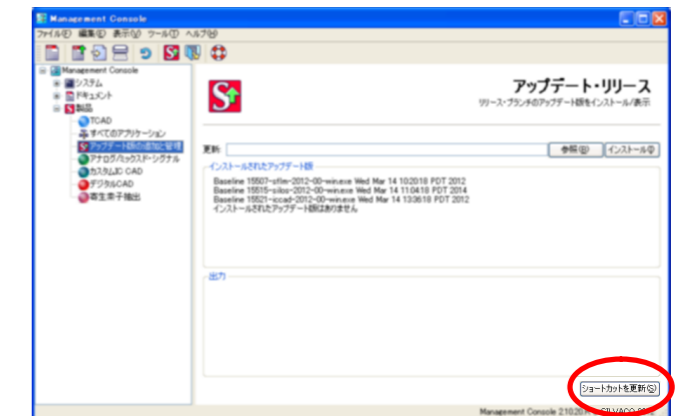 Management Console
ファイル(F) 編集(E) 表示(V) ツール(T) ヘルプ(H)
Management Console
システム
ドキュメント
製品
TCAD
すべてのアプリケーション
アップデート版の追加と管理
アナログ/ミックスド・シグナル
カスタムIC CAD
デジタルCAD
寄生素子抽出
アップデート・リリース
リリース・ブランチのアップデート版をインストール/表示
更新:
参照(B)
インストール
インストールされたアップデート版
Baseline 15507-stlm-2012-00-win.exe Wed Mar 14 10:20:18 PDT 2012
Baseline 15515-silos-2012-00-win.exe Wed Mar 14 11:04:18 PDT 2014
Baseline 15521-iccad-2012-00-win.exe Wed Mar 14 13:36:18 PDT 2012
インストールされたアップデート版はありません
出力
ショートカットを更新(S)
Management Console